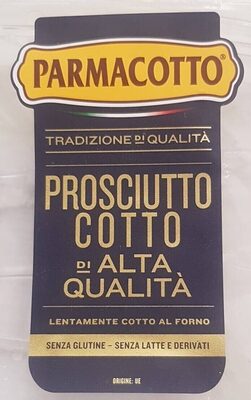 PARMACOTTO®
TRADIZIONE DI QUALITÀ
PROSCIUTTO
COTTO
DI ALTA
QUALITÀ
LENTAMENTE COTTO AL FORNO
SENZA GLUTINE - SENZA LATTE E DERIVATI
ORIGINE: UE